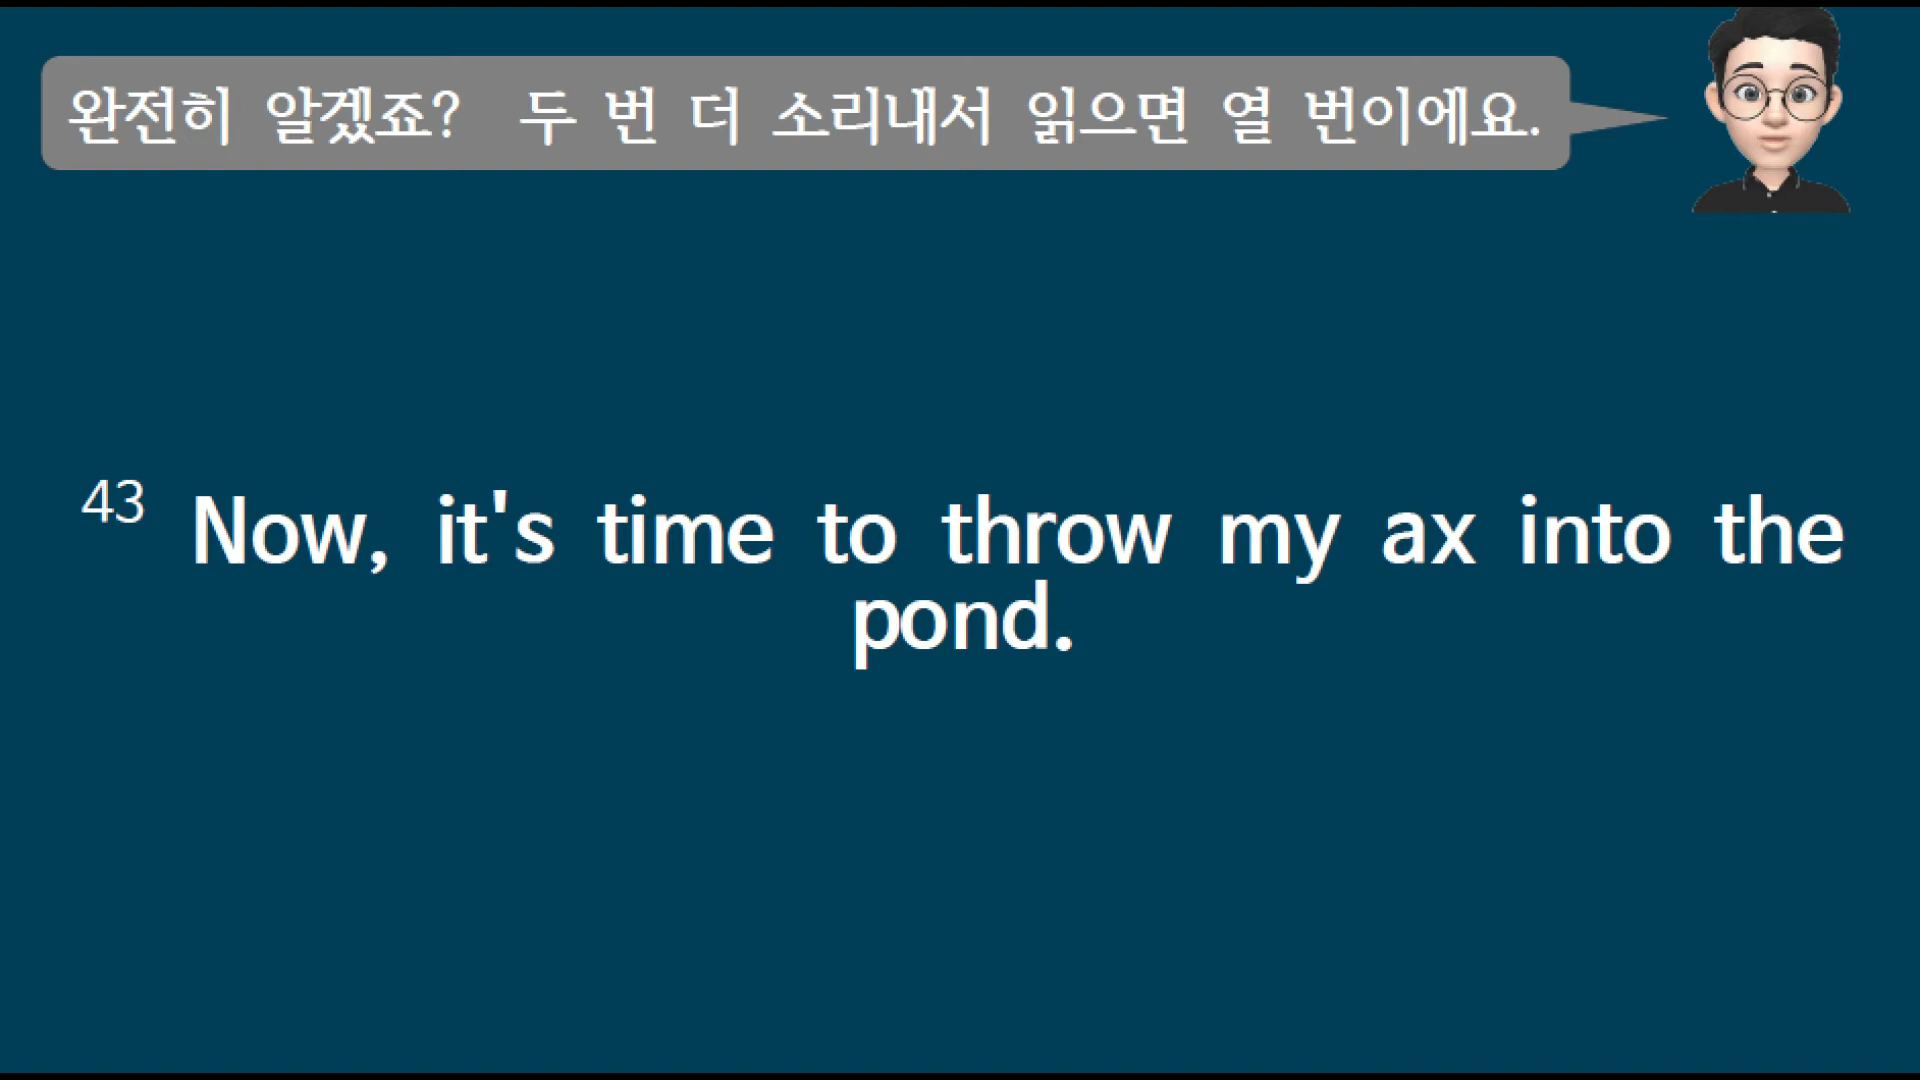 완전히 알겠죠? 두 번 더 소리내서 읽으면 열 번이에요.
43 Now, it's time to throw my ax into the
pond.